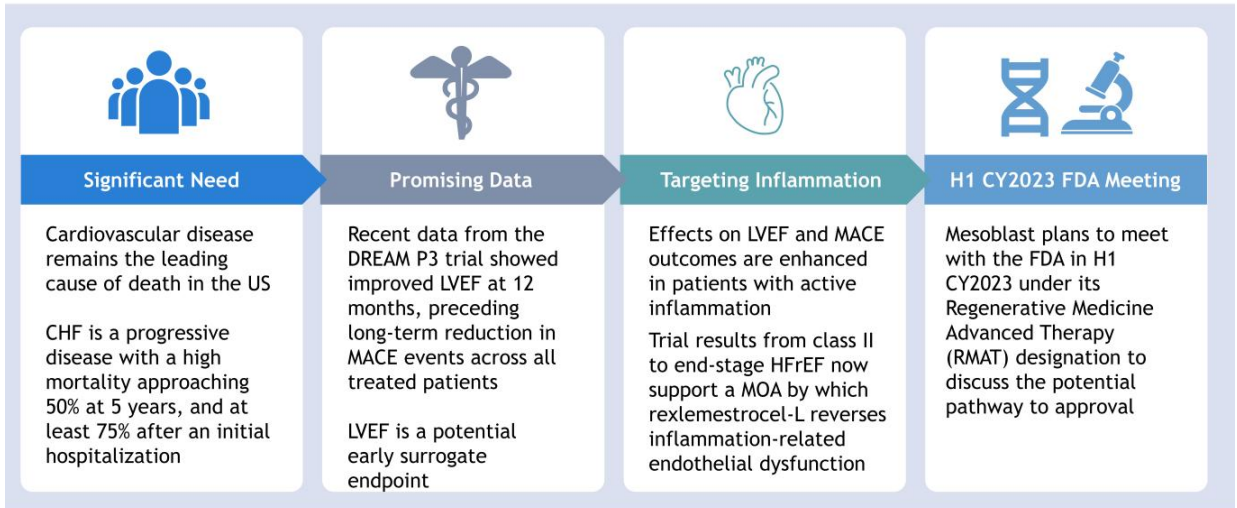 Significant Need
Cardiovascular disease
remains the leading
cause of death in the US
CHF is a progressive
disease with a high
mortality approaching
50% at 5 years, and at
least 75% after an initial
hospitalization
Promising Data
Recent data from the
DREAM P3 trial showed
improved LVEF at 12
months, preceding
long-term reduction in
MACE events across all
treated patients
LVEF is a potential
early surrogate
endpoint
Targeting Inflammation
Effects on LVEF and MACE
outcomes are enhanced
in patients with active
inflammation
Trial results from class II
to end-stage HFrEF now
support a MOA by which
rexlemestrocel-L reverses
inflammation-related
endothelial dysfunction
H1 CY2023 FDA Meeting
Mesoblast plans to meet
with the FDA in H1
CY2023 under its
Regenerative Medicine
Advanced Therapy
(RMAT) designation to
discuss the potential
pathway to approval